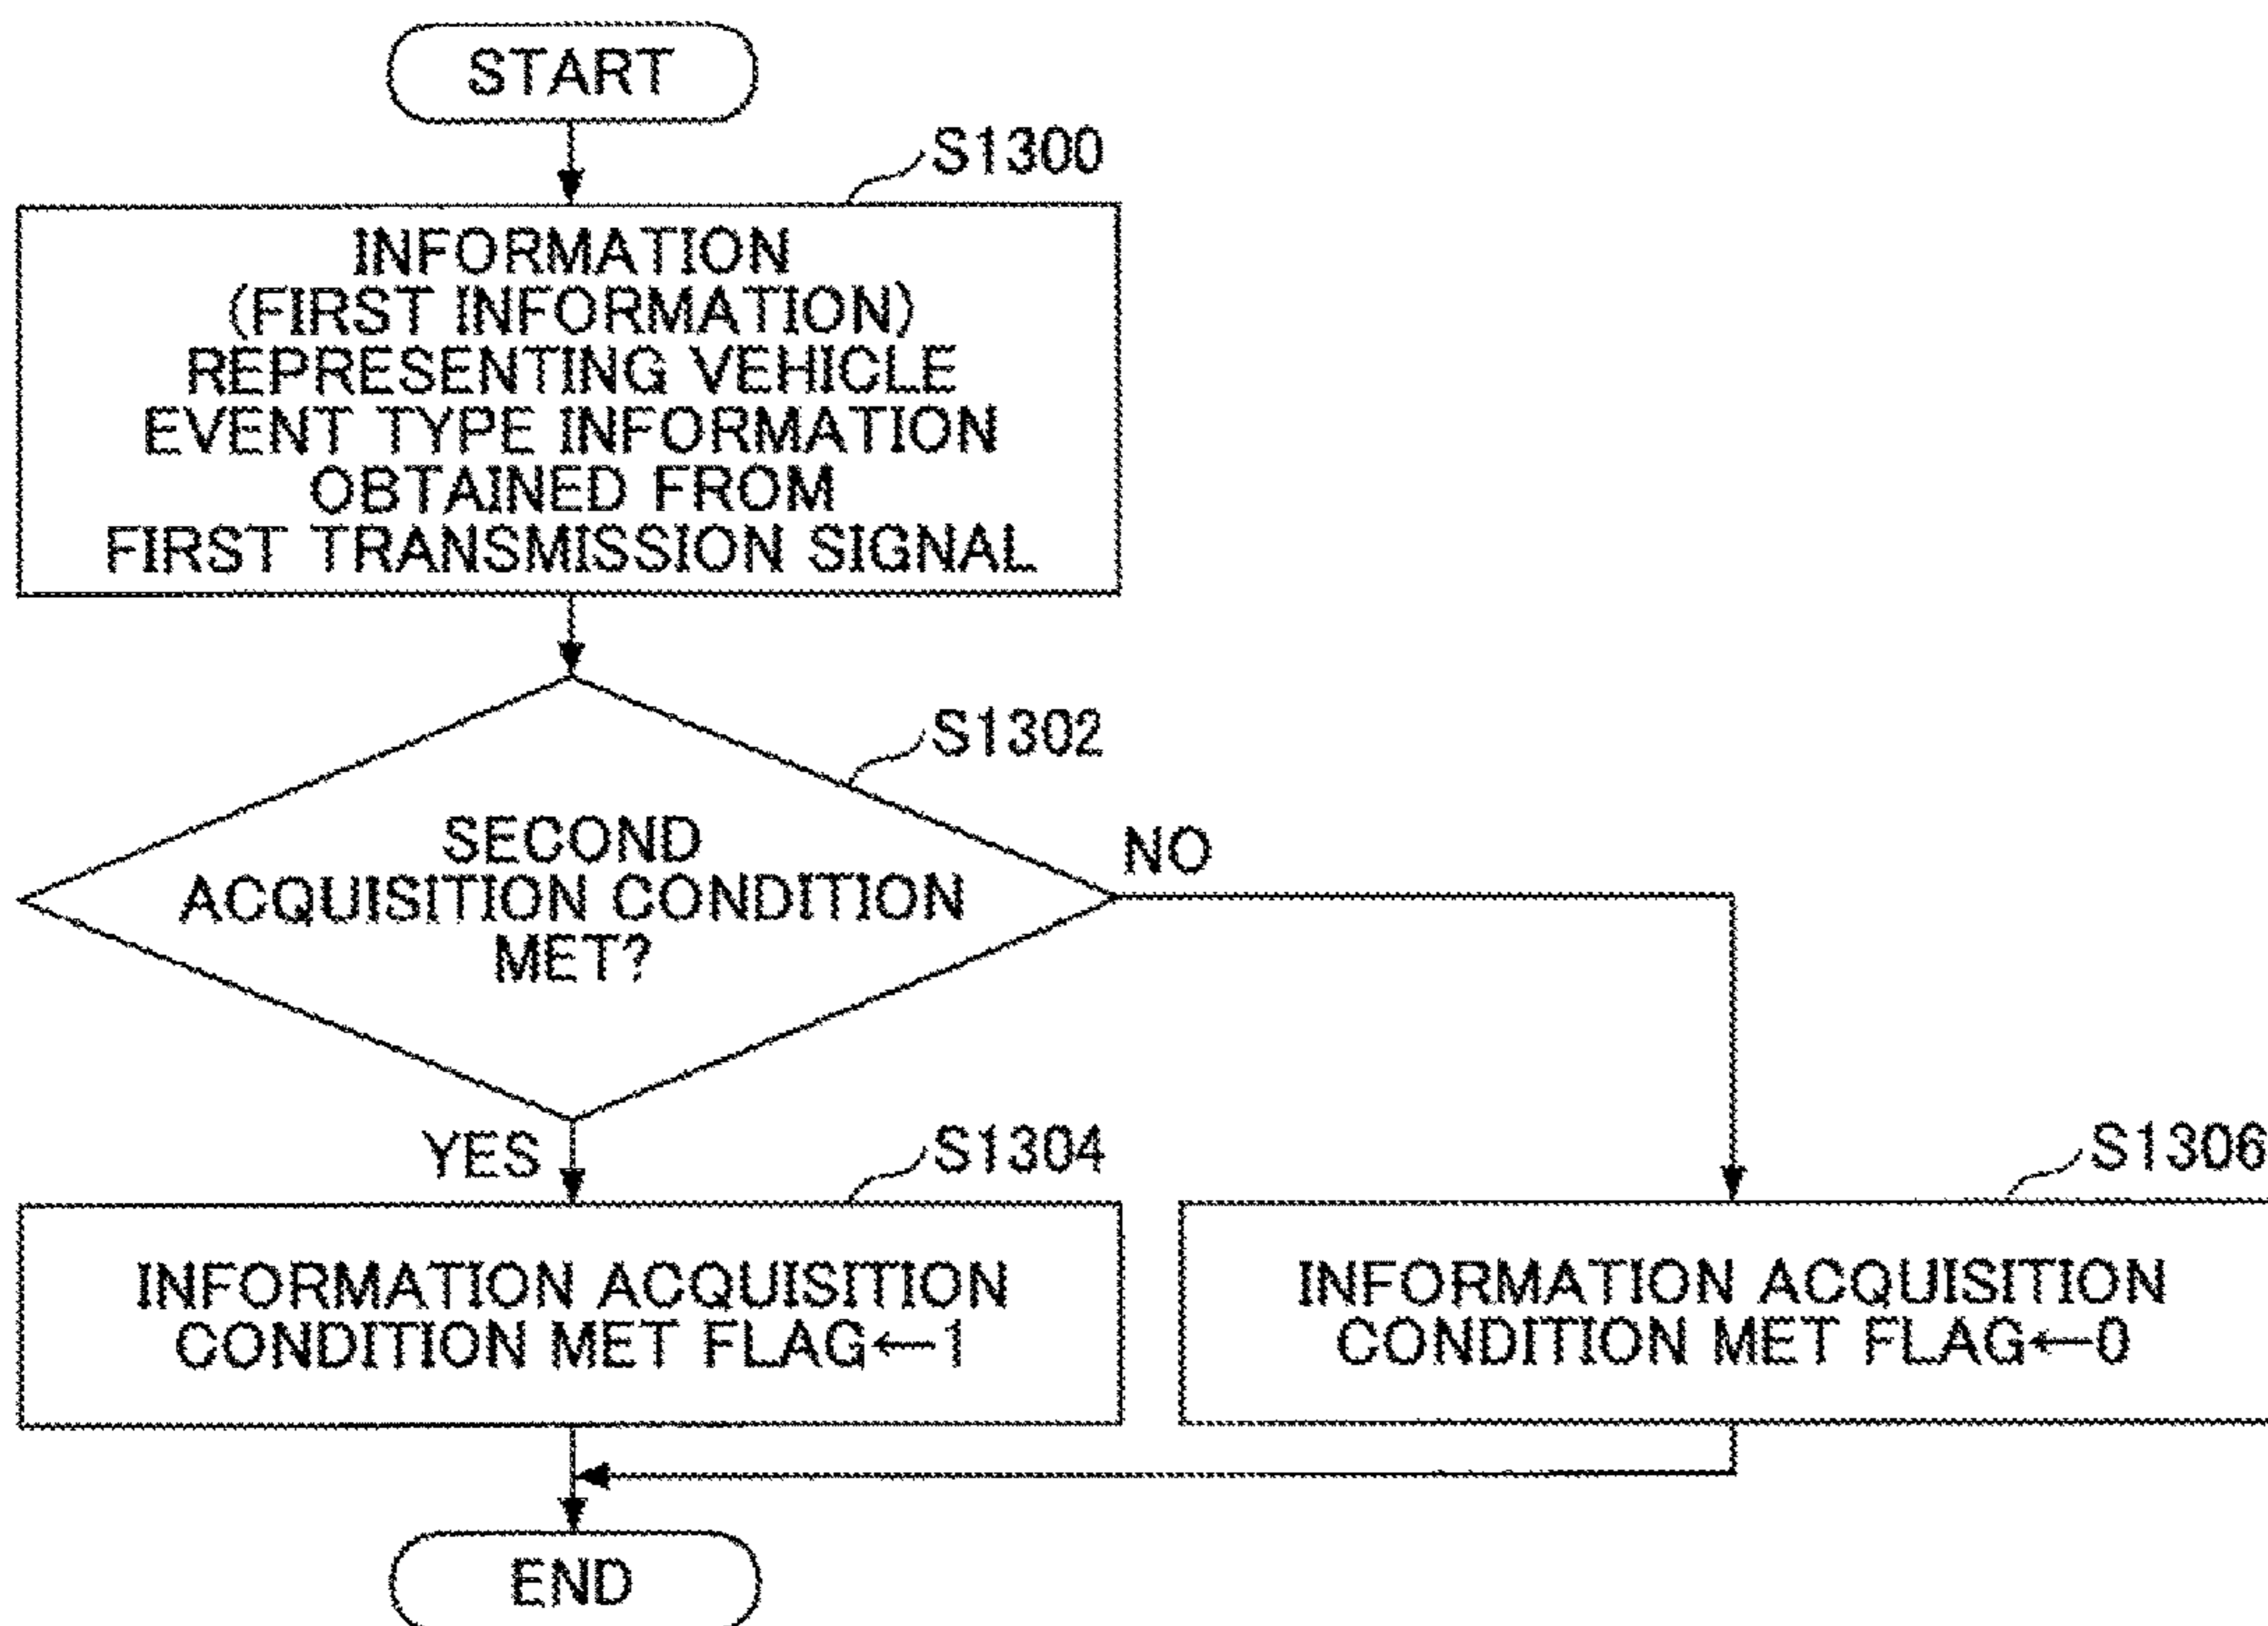 START
S1300
INFORMATION
(FIRST INFORMATION)
REPRESENTING VEHICLE
EVENT TYPE INFORMATION
OBTAINED FROM
FIRST TRANSMISSION SIGNAL
S1302
SECOND
ACQUISITION CONDITION
MET?
NO
YES
S1304
INFORMATION ACQUISITION
CONDITION MET FLAG←1
S1306
INFORMATION ACQUISITION
CONDITION MET FLAG←0
END